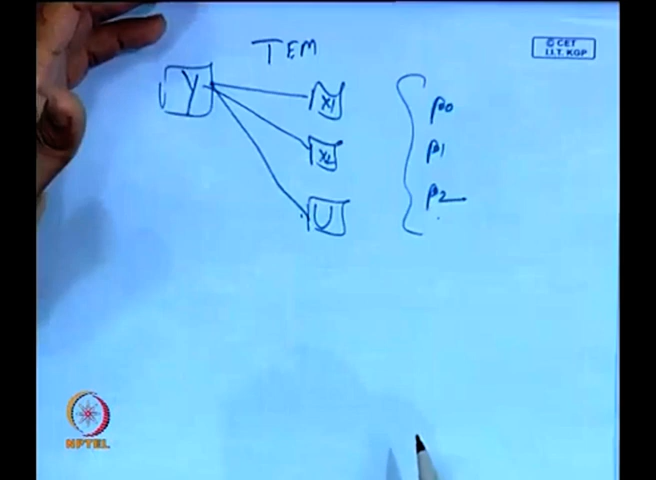 TEM
© CET
I.I.T. KGP
Y
X1
X2
U
β0
β1
β2
NPTEL